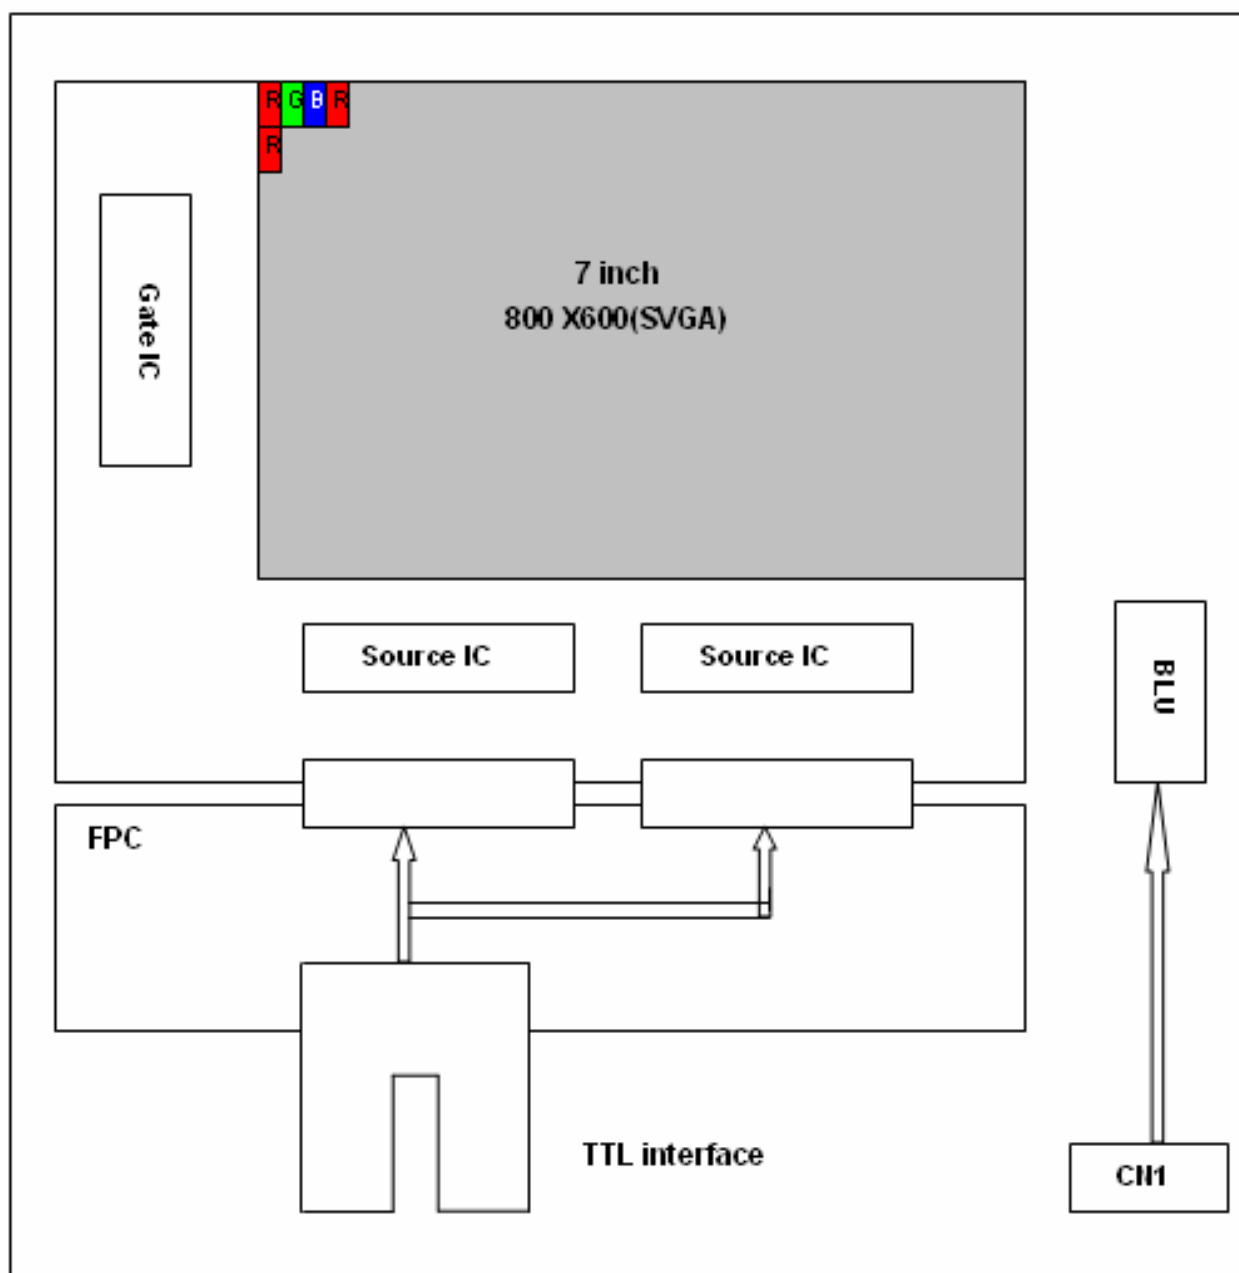 R G B R
R
7 inch
800 X600(SVGA)
Gate IC
Source IC Source IC
BLU
FPC
TTL interface
CN1